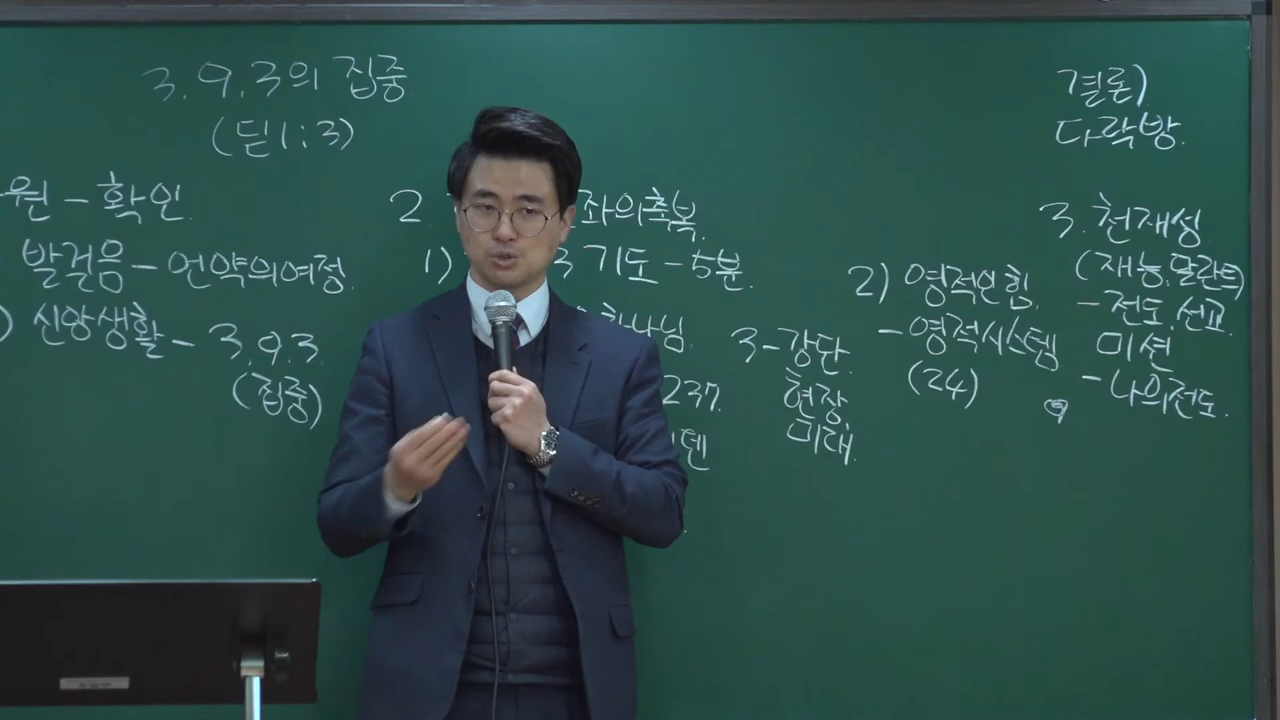 3.9.3의 집중
(딛1:3)
원 - 확인
발걸음 - 언약의여정.
신앙생활 - 3.9.3.
(집중)
2. 좌의축복.
1) 3 기도 - 5분.
하나님
237.
덴
3 - 강단.
현장,
미래.
2) 영적인힘.
- 영적시스템
(24)
결론)
다락방.
3. 천재성
(재능,달란트)
- 전도, 선교.
미션
- 나의전도.